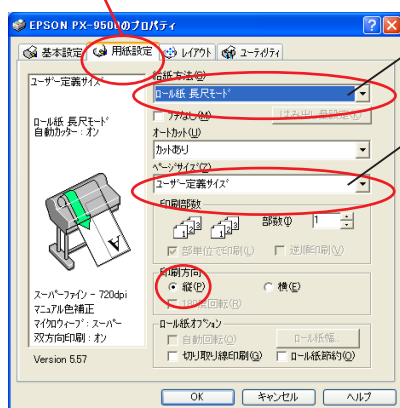 EPSON PX-9500のプロパティ
基本設定 用紙設定 レイアウト ユーティリティ
ユーザー定義サイズ
ロール紙 長尺モード
自動カッター : オン
スーパーファイン - 720dpi
マニュアル色補正
マイクロウィーブ : スーパー
双方向印刷 : オン
Version 5.57
給紙方法(S)
ロール紙 長尺モード
フチなし(M)
はみ出し量設定(X)
オートカット(U)
カットあり
ページサイズ(Z)
ユーザー定義サイズ
印刷部数
部数(I) 1
部単位で印刷(L) 逆順印刷(V)
印刷方向
縦(P) 横(E)
180度回転(R)
ロール紙オプション
自動回転(O) ロール紙幅...
切り取り線印刷(G) ロール紙節約(Q)
OK キャンセル ヘルプ